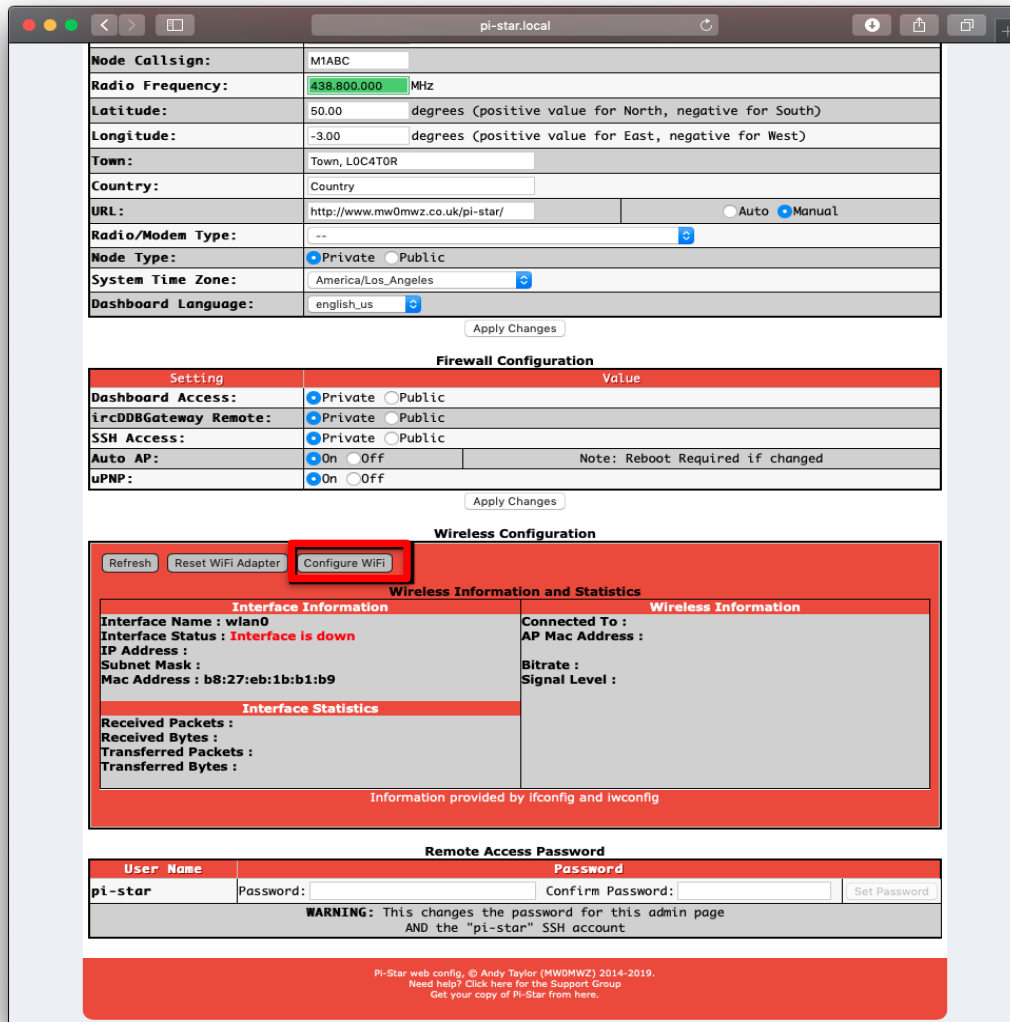 pi-star.local
Node Callsign: M1ABC
Radio Frequency: 438.800.000 MHz
Latitude: 50.00 degrees (positive value for North, negative for South)
Longitude: -3.00 degrees (positive value for East, negative for West)
Town: Town, L0C4T0R
Country: Country
URL: http://www.mw0mwz.co.uk/pi-star/ Auto Manual
Radio/Modem Type: --
Node Type: Private Public
System Time Zone: America/Los_Angeles
Dashboard Language: english_us
Apply Changes
Firewall Configuration
Setting Value
Dashboard Access: Private Public
ircDDBGateway Remote: Private Public
SSH Access: Private Public
Auto AP: On Off Note: Reboot Required if changed
uPNP: On Off
Apply Changes
Wireless Configuration
Refresh Reset WiFi Adapter Configure WiFi
Wireless Information and Statistics
Interface Information Wireless Information
Interface Name : wlan0 Connected To :
Interface Status : Interface is down AP Mac Address :
IP Address :
Subnet Mask : Bitrate :
Mac Address : b8:27:eb:1b:b1:b9 Signal Level :
Interface Statistics
Received Packets :
Received Bytes :
Transferred Packets :
Transferred Bytes :
Information provided by ifconfig and iwconfig
Remote Access Password
User Name Password
pi-star Password: Confirm Password: Set Password
WARNING: This changes the password for this admin page
AND the "pi-star" SSH account
Pi-Star web config, © Andy Taylor (MW0MWZ) 2014-2019.
Need help? Click here for the Support Group
Get your copy of Pi-Star from here.